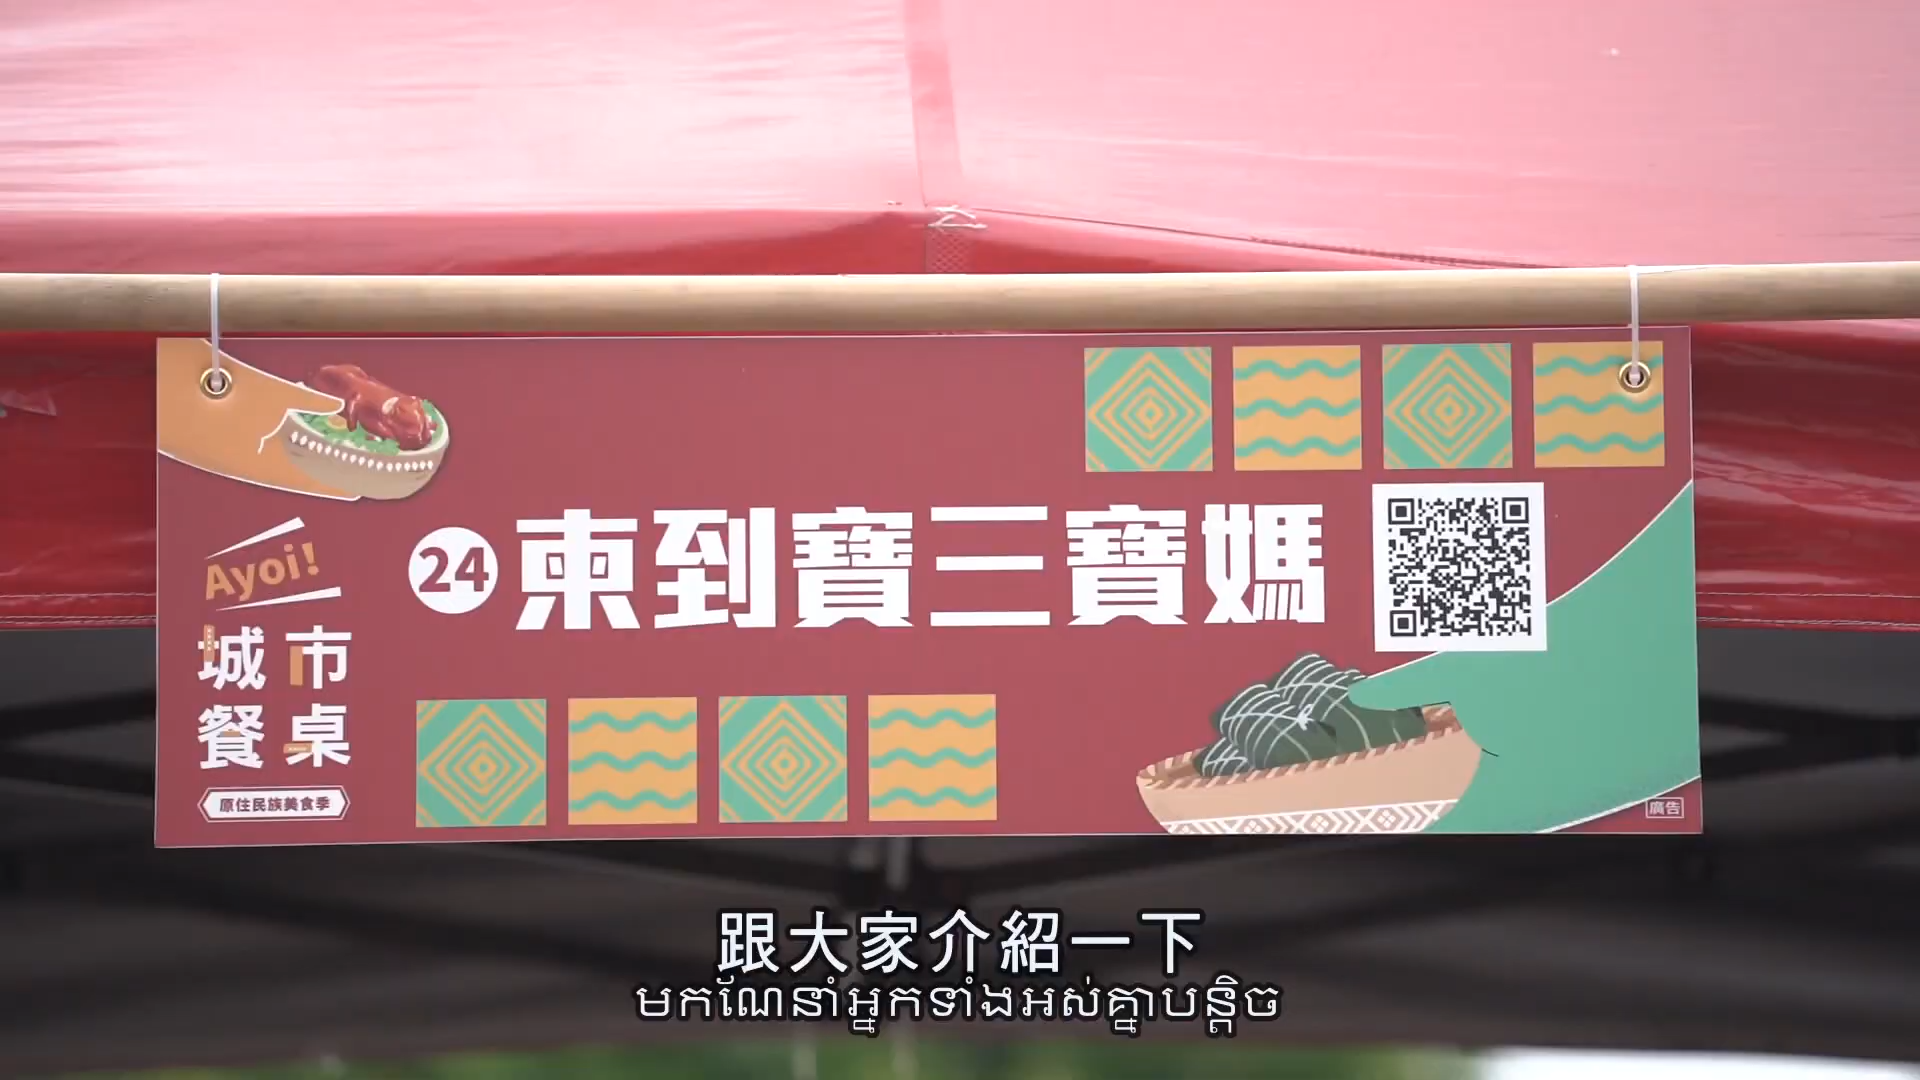 Ayoi!
城市
餐桌
原住民族美食季
24 東到寶三寶媽
廣告
跟大家介紹一下
មកណែនាំអ្នកទាំងអស់គ្នាបន្តិច